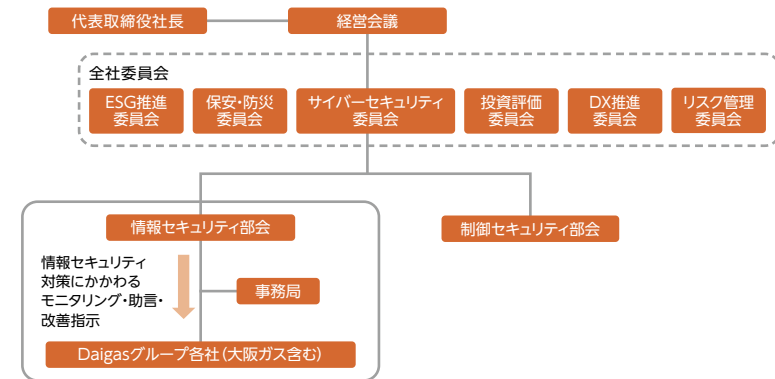 代表取締役社長
経営会議
全社委員会
ESG推進
委員会
保安・防災
委員会
サイバーセキュリティ
委員会
投資評価
委員会
DX推進
委員会
リスク管理
委員会
情報セキュリティ部会
制御セキュリティ部会
情報セキュリティ
対策にかかわる
モニタリング・助言・
改善指示
事務局
Daigasグループ各社（大阪ガス含む）